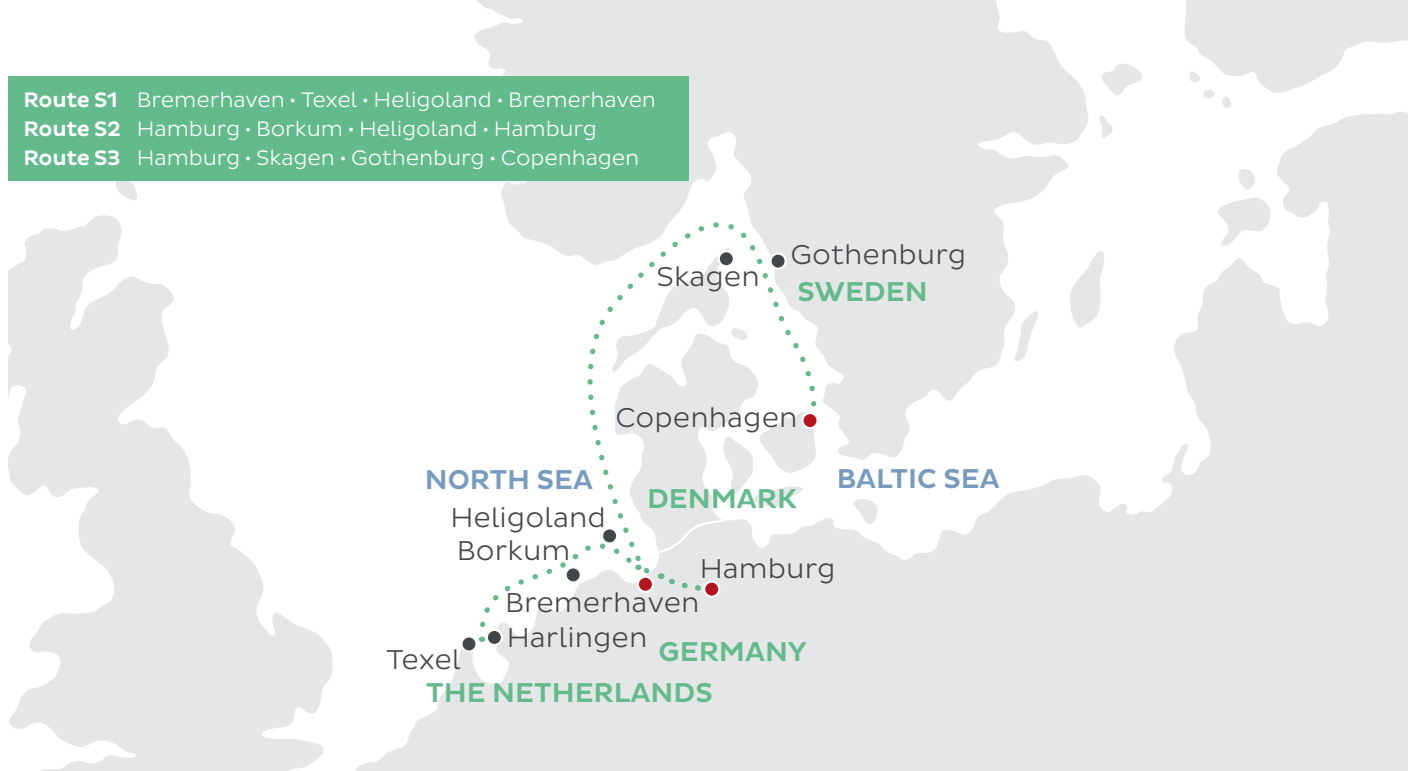 Route S1 Bremerhaven · Texel · Heligoland · Bremerhaven
Route S2 Hamburg · Borkum · Heligoland · Hamburg
Route S3 Hamburg · Skagen · Gothenburg · Copenhagen
Gothenburg
Skagen
SWEDEN
Copenhagen
NORTH SEA
BALTIC SEA
DENMARK
Heligoland
Borkum
Hamburg
Bremerhaven
Harlingen
GERMANY
Texel
THE NETHERLANDS